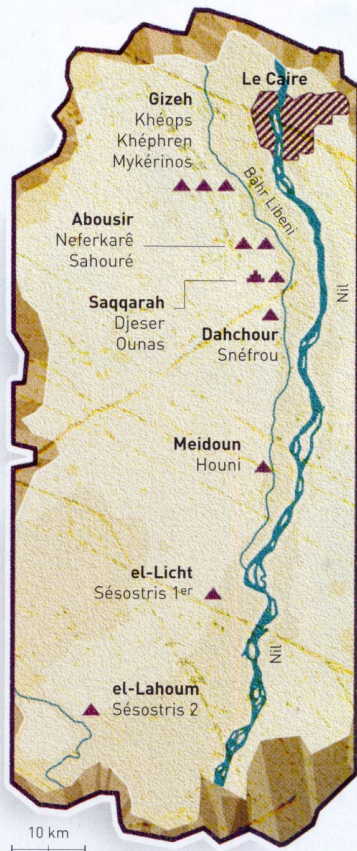 Le Caire
Gizeh
Khéops
Khéphren
Mykérinos
Bahr Libeni
Abousir
Neferkarê
Sahouré
Nil
Saqqarah
Djeser
Ounas
Dahchour
Snéfrou
Meidoun
Houni
el-Licht
Sésostris 1er
Nil
el-Lahoum
Sésostris 2
10 km